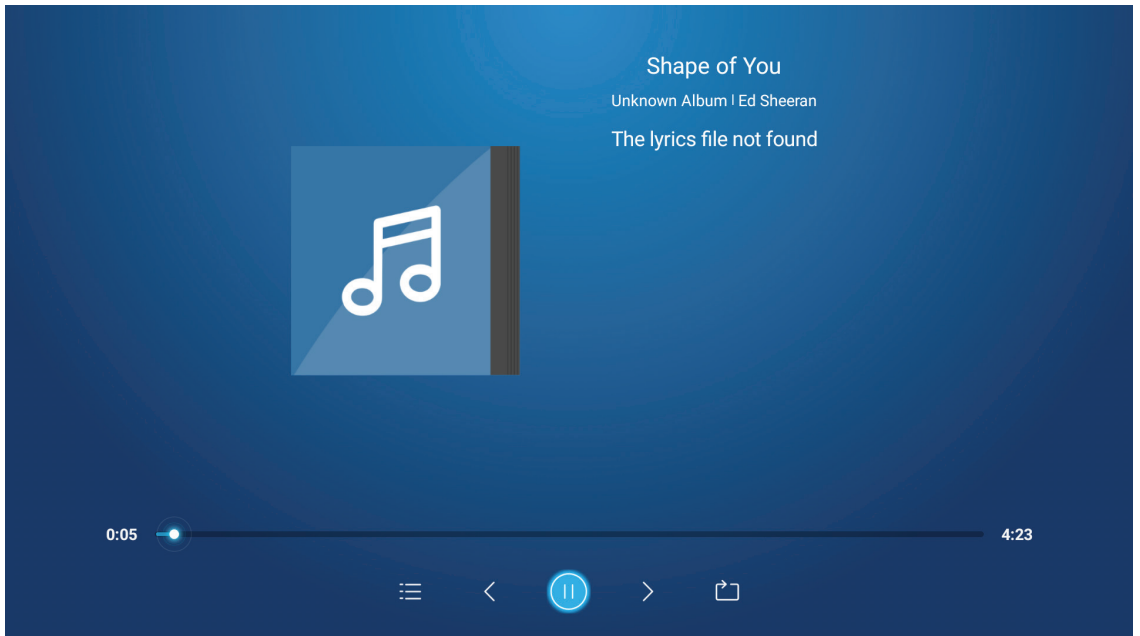 Shape of You
Unknown Album | Ed Sheeran
The lyrics file not found
0:05
4:23